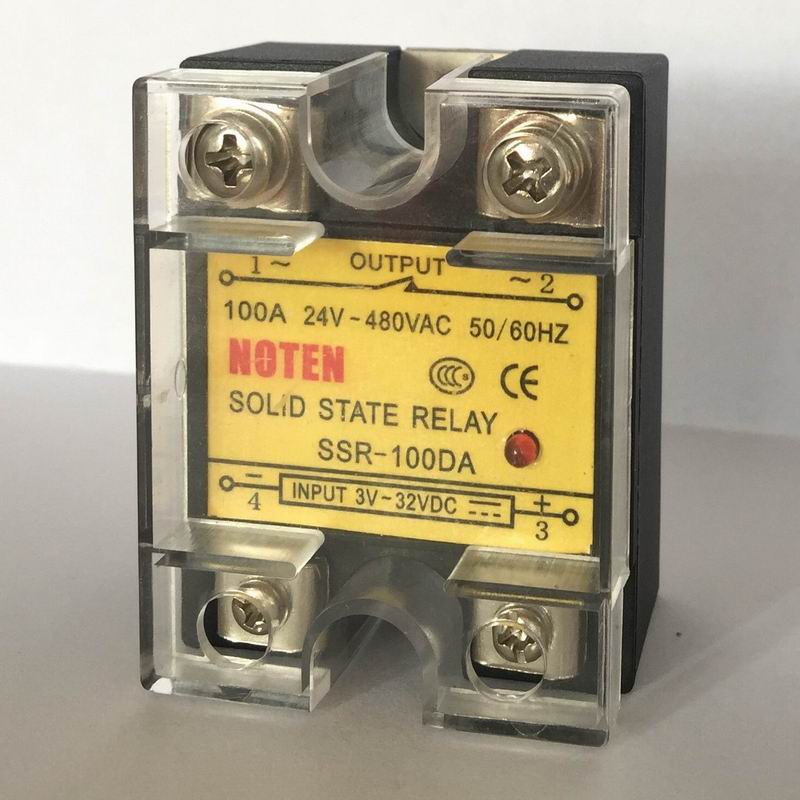 1 ~ OUTPUT ~ 2
100A 24V~480VAC 50/60HZ
NOTEN CCC S CE
SOLID STATE RELAY
SSR-100DA
- 4 INPUT 3V~32VDC + 3